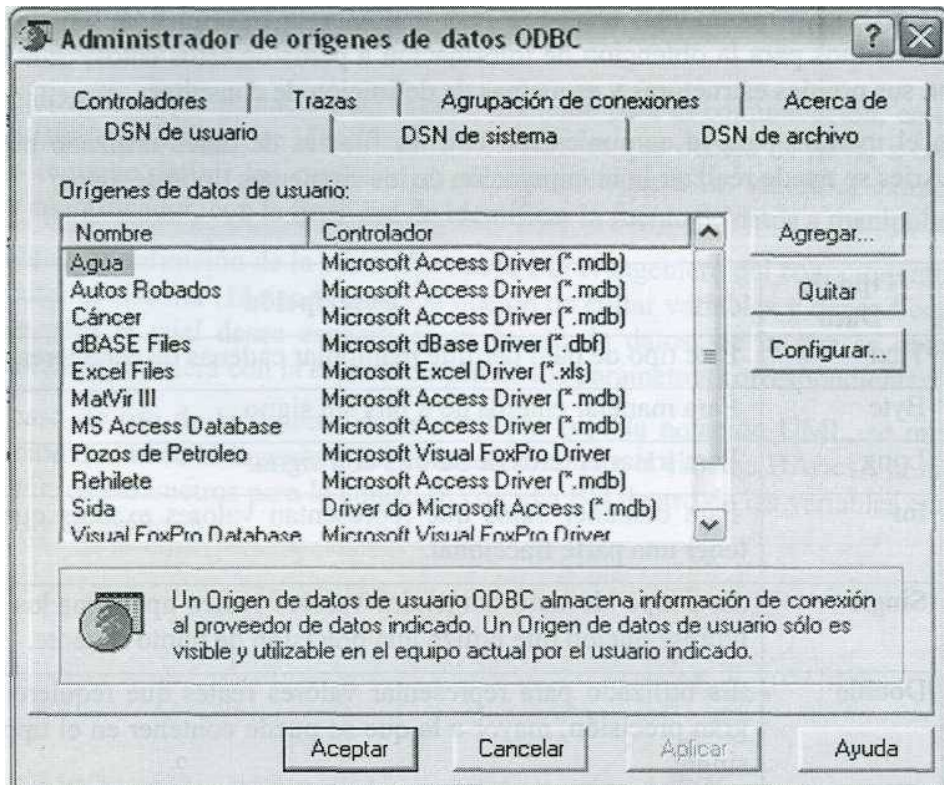 Administrador de orígenes de datos ODBC
Controladores Trazas Agrupación de conexiones Acerca de
DSN de usuario DSN de sistema DSN de archivo
Orígenes de datos de usuario:
Nombre Controlador
Agua Microsoft Access Driver (*.mdb)
Autos Robados Microsoft Access Driver (*.mdb)
Cáncer Microsoft Access Driver (*.mdb)
dBASE Files Microsoft dBase Driver (*.dbf)
Excel Files Microsoft Excel Driver (*.xls)
MatVir III Microsoft Access Driver (*.mdb)
MS Access Database Microsoft Access Driver (*.mdb)
Pozos de Petroleo Microsoft Visual FoxPro Driver
Rehilete Microsoft Access Driver (*.mdb)
Sida Driver do Microsoft Access (*.mdb)
Visual FoxPro Database Microsoft Visual FoxPro Driver
Agregar...
Quitar
Configurar...
Un Origen de datos de usuario ODBC almacena información de conexión
al proveedor de datos indicado. Un Origen de datos de usuario sólo es
visible y utilizable en el equipo actual por el usuario indicado.
Aceptar Cancelar Aplicar Ayuda